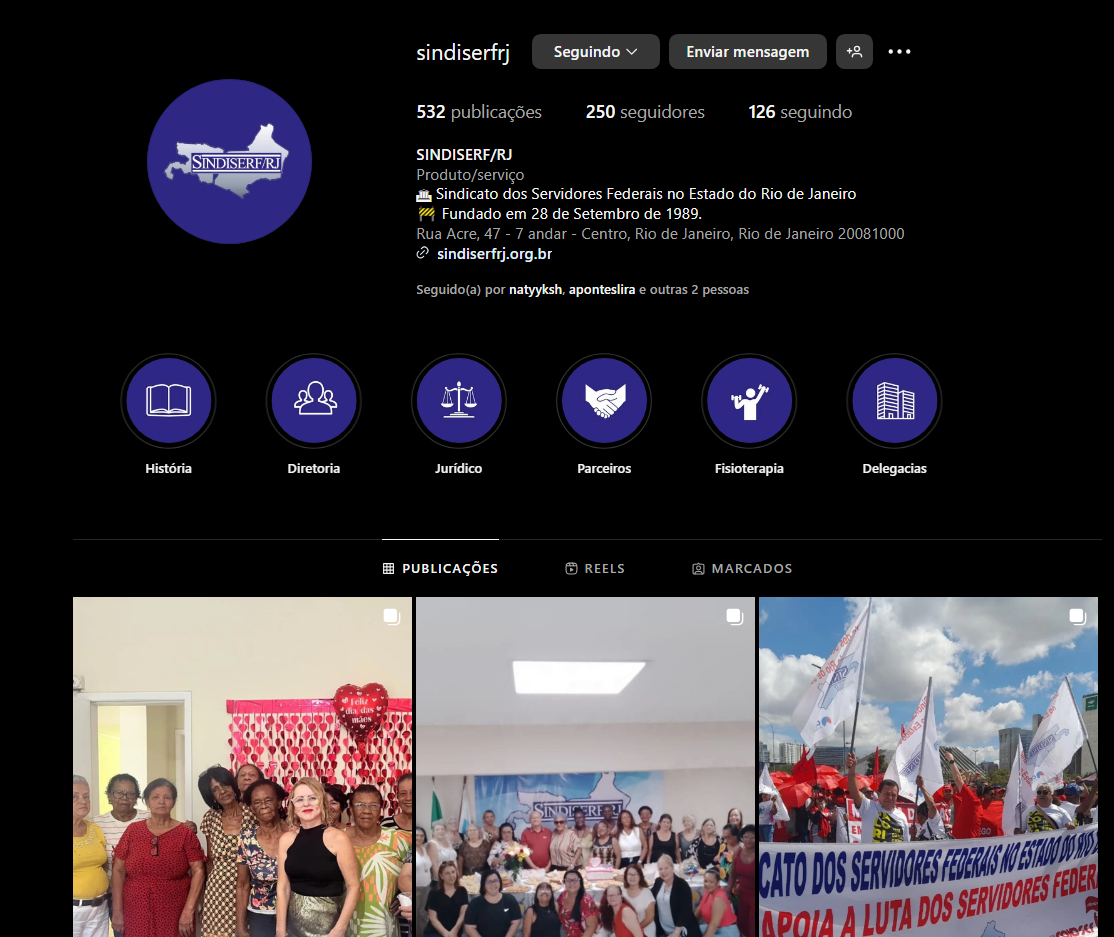 sindiserfrj Seguindo Enviar mensagem
532 publicações 250 seguidores 126 seguindo
SINDISERF/RJ
Produto/serviço
Sindicato dos Servidores Federais no Estado do Rio de Janeiro
Fundado em 28 de Setembro de 1989.
Rua Acre, 47 - 7 andar - Centro, Rio de Janeiro, Rio de Janeiro 20081000
sindiserfrj.org.br
Seguido(a) por natyyksh, aponteslira e outras 2 pessoas
SINDISERF/RJ
História Diretoria Jurídico Parceiros Fisioterapia Delegacias
PUBLICAÇÕES REELS MARCADOS
Feliz
dia das
mães
SINDISERF/RJ
CATO DOS SERVIDORES FEDERAIS NO ESTADO DO
APOIA A LUTA DOS SERVIDORES